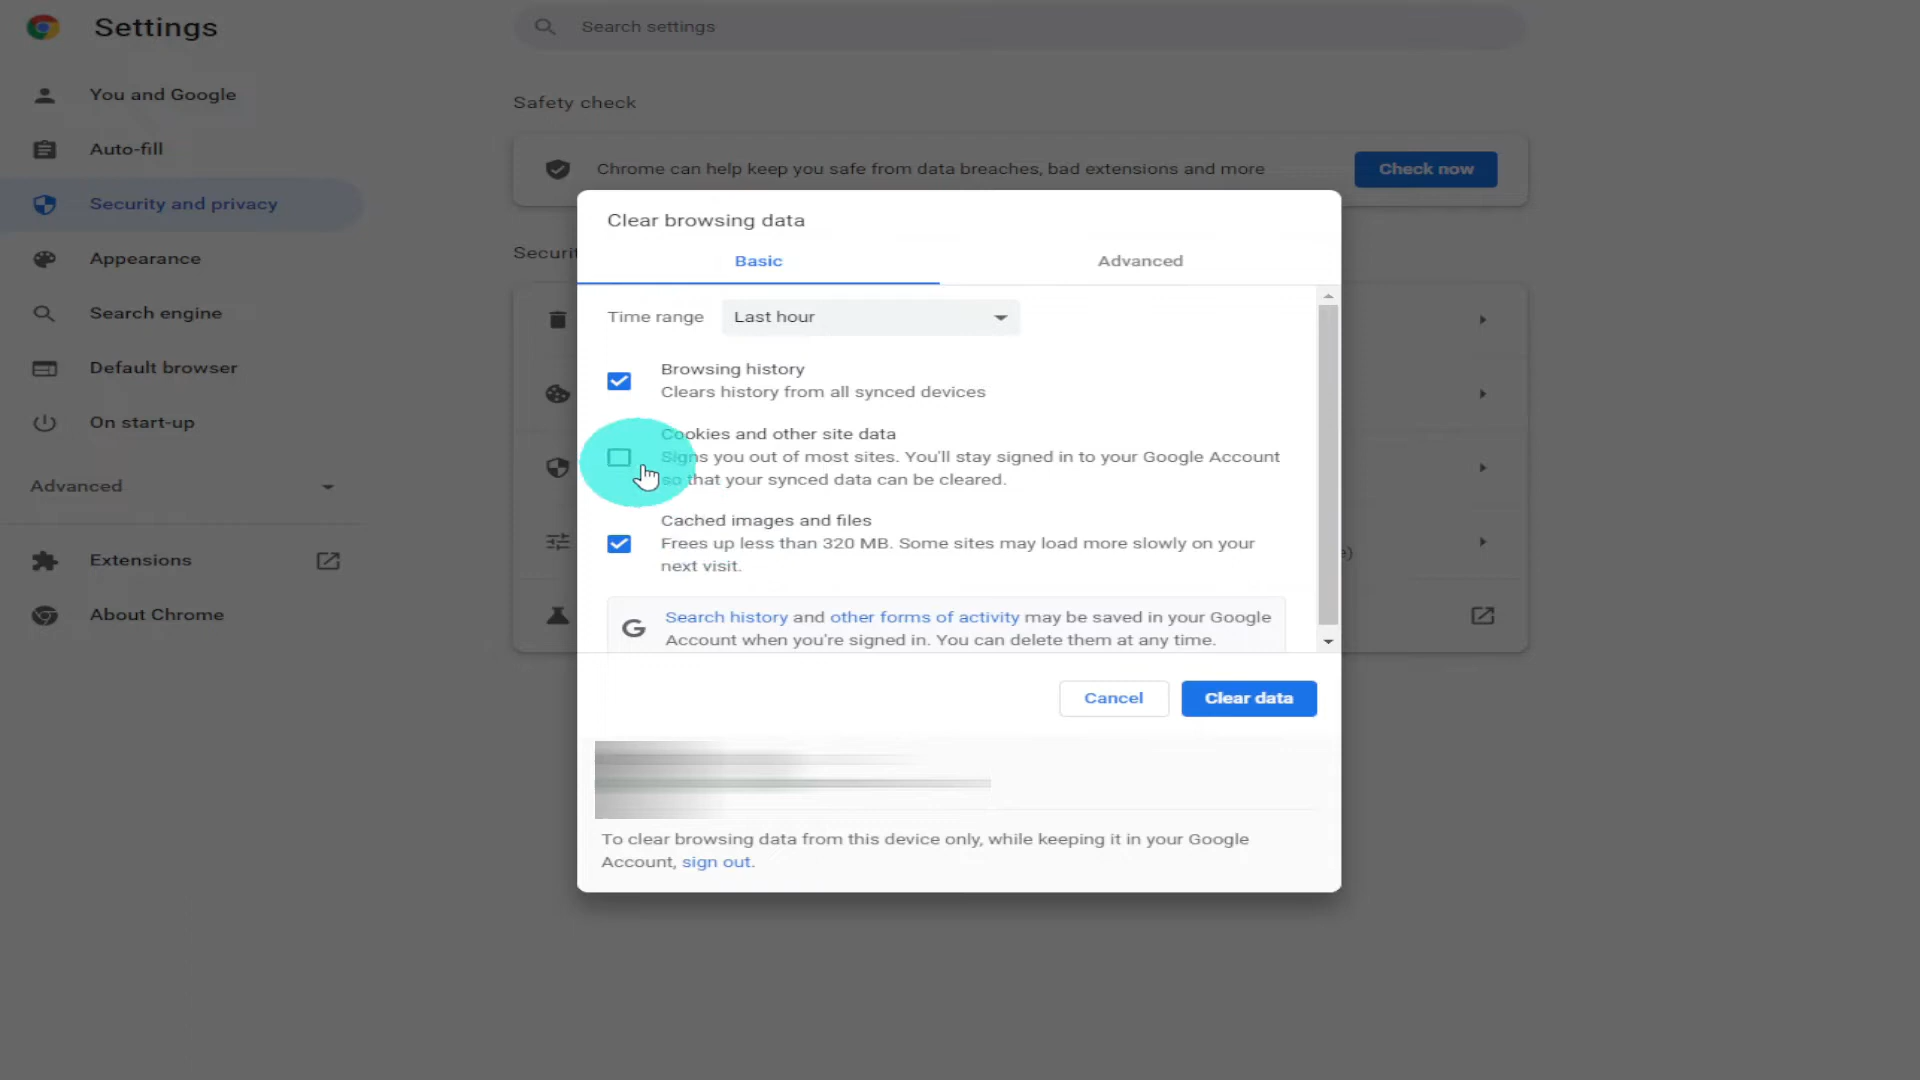 Settings
Search settings
You and Google
Auto-fill
Security and privacy
Appearance
Search engine
Default browser
On start-up
Advanced
Extensions
About Chrome
Safety check
Chrome can help keep you safe from data breaches, bad extensions and more
Check now
Clear browsing data
Basic
Advanced
Time range
Last hour
Browsing history
Clears history from all synced devices
Cookies and other site data
Signs you out of most sites. You'll stay signed in to your Google Account
so that your synced data can be cleared.
Cached images and files
Frees up less than 320 MB. Some sites may load more slowly on your
next visit.
Search history and other forms of activity may be saved in your Google
Account when you're signed in. You can delete them at any time.
Cancel
Clear data
To clear browsing data from this device only, while keeping it in your Google
Account, sign out.